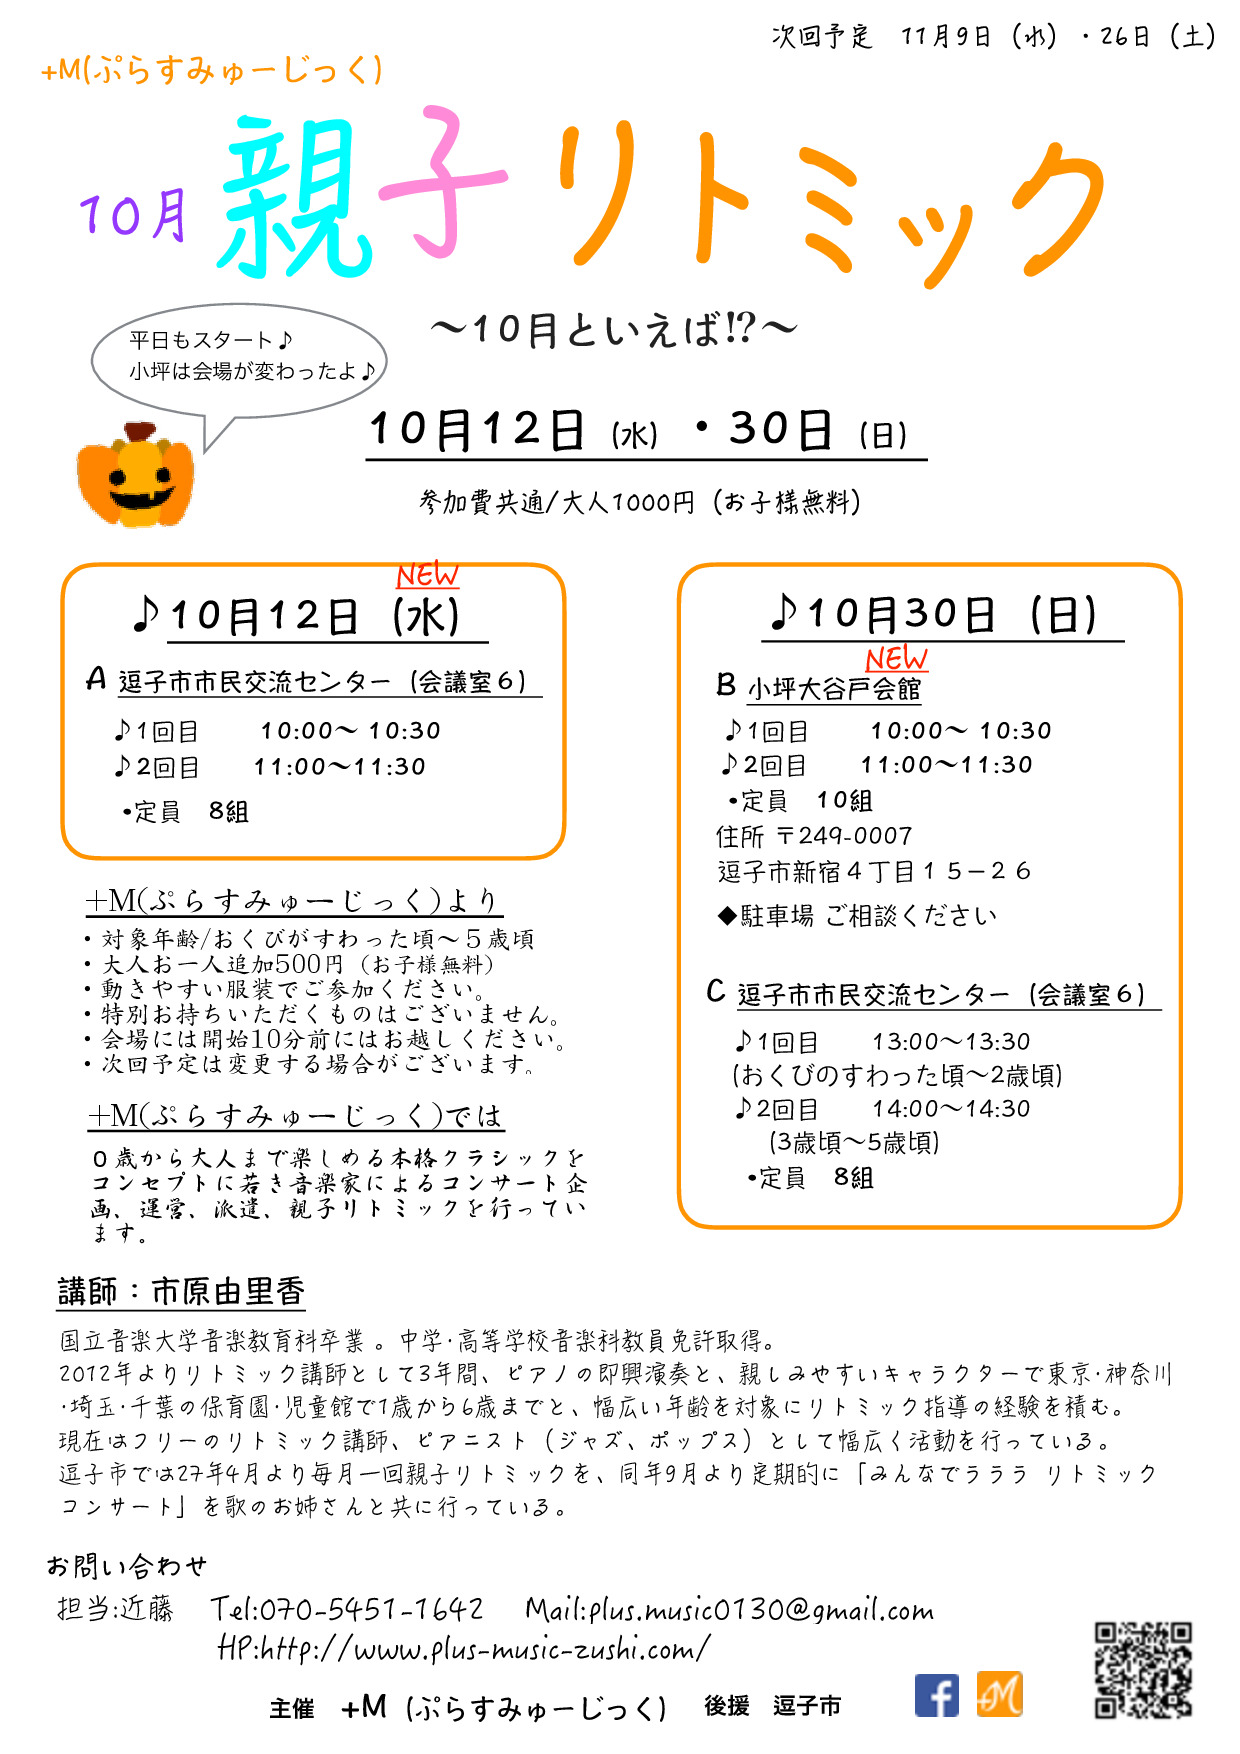 次回予定　11月9日（水）・26日（土）
+M(ぷらすみゅーじっく)
10月 親子リトミック
〜10月といえば!?〜
平日もスタート♪
小坪は会場が変わったよ♪
10月12日（水）・30日（日）
参加費共通/大人1000円（お子様無料）
NEW
♪10月12日（水）
A 逗子市市民交流センター（会議室６）
♪1回目　10:00〜 10:30
♪2回目　11:00〜11:30
・定員　8組
♪10月30日（日）
NEW
B 小坪大谷戸会館
♪1回目　10:00〜 10:30
♪2回目　11:00〜11:30
・定員　10組
住所 〒249-0007
逗子市新宿４丁目１５−２６
◆駐車場 ご相談ください
C 逗子市市民交流センター（会議室６）
♪1回目　13:00〜13:30
(おくびのすわった頃〜2歳頃)
♪2回目　14:00〜14:30
(3歳頃〜5歳頃)
・定員　8組
+M(ぷらすみゅーじっく)より
・対象年齢/おくびがすわった頃〜５歳頃
・大人お一人追加500円（お子様無料）
・動きやすい服装でご参加ください。
・特別お持ちいただくものはございません。
・会場には開始10分前にはお越しください。
・次回予定は変更する場合がございます。
+M(ぷらすみゅーじっく)では
０歳から大人まで楽しめる本格クラシックを
コンセプトに若き音楽家によるコンサート企
画、運営、派遣、親子リトミックを行ってい
ます。
講師：市原由里香
国立音楽大学音楽教育科卒業 。中学・高等学校音楽科教員免許取得。
2012年よりリトミック講師として3年間、ピアノの即興演奏と、親しみやすいキャラクターで東京・神奈川
・埼玉・千葉の保育園・児童館で1歳から6歳までと、幅広い年齢を対象にリトミック指導の経験を積む。
現在はフリーのリトミック講師、ピアニスト（ジャズ、ポップス）として幅広く活動を行っている。
逗子市では27年4月より毎月一回親子リトミックを、同年9月より定期的に「みんなでラララ リトミック
コンサート」を歌のお姉さんと共に行っている。
お問い合わせ
担当:近藤　Tel:070-5451-1642　Mail:plus.music0130@gmail.com
HP:http://www.plus-music-zushi.com/
主催　+M（ぷらすみゅーじっく）　後援　逗子市
f
+M